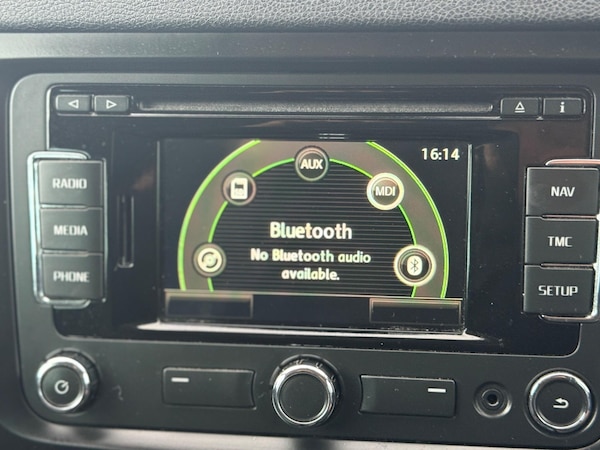 i
AUX
16:14
MDI
RADIO
NAV
Bluetooth
MEDIA
TMC
No Bluetooth audio
available.
PHONE
SETUP